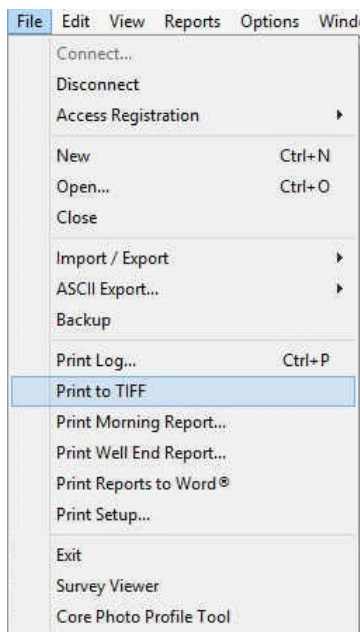 File Edit View Reports Options Wind
Connect...
Disconnect
Access Registration
New Ctrl+N
Open... Ctrl+O
Close
Import / Export
ASCII Export...
Backup
Print Log... Ctrl+P
Print to TIFF
Print Morning Report...
Print Well End Report...
Print Reports to Word®
Print Setup...
Exit
Survey Viewer
Core Photo Profile Tool